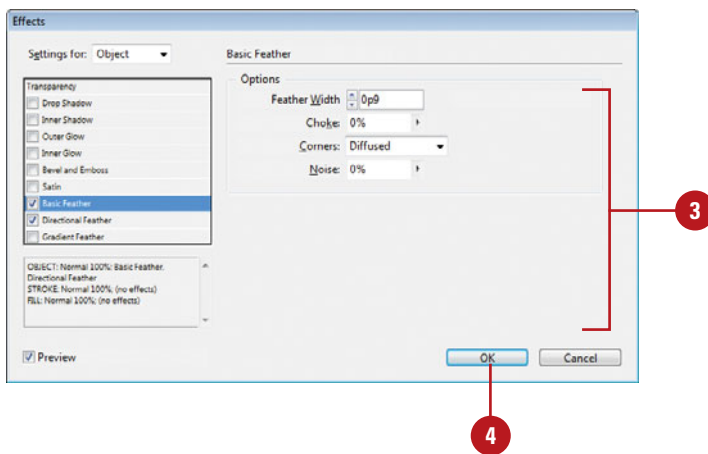 Effects
Settings for: Object
Basic Feather
Transparency
Drop Shadow
Inner Shadow
Outer Glow
Inner Glow
Bevel and Emboss
Satin
Basic Feather
Directional Feather
Gradient Feather
Options
Feather Width 0p9
Choke: 0%
Corners: Diffused
Noise: 0%
3
OBJECT: Normal 100%; Basic Feather,
Directional Feather
STROKE: Normal 100%; (no effects)
FILL: Normal 100%; (no effects)
Preview
OK
Cancel
4